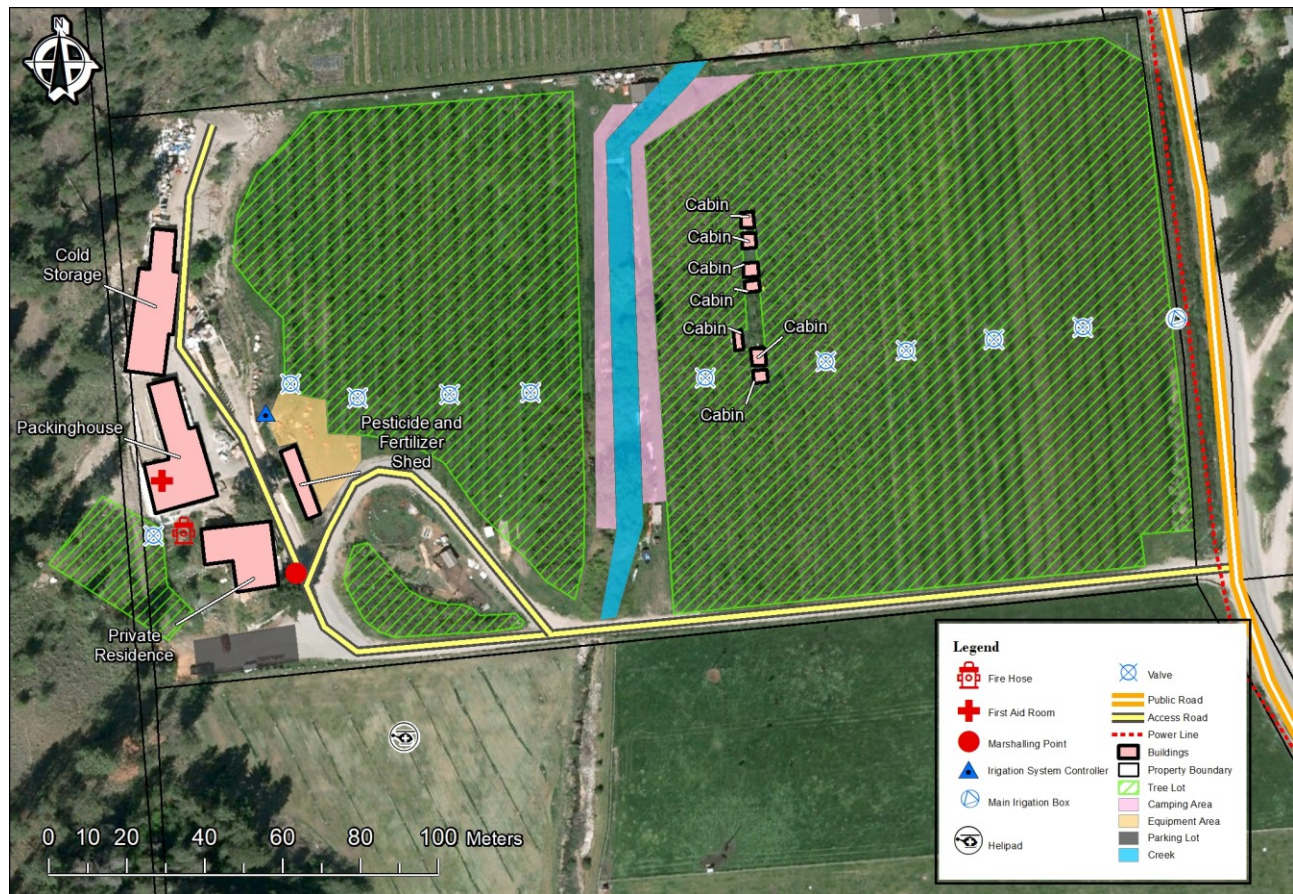 N
Cold
Storage
Packinghouse
Pesticide and
Fertilizer
Shed
Private
Residence
Cabin
Cabin
Cabin
Cabin
Cabin
Cabin
Cabin
0 10 20 40 60 80 100 Meters
Legend
Fire Hose
First Aid Room
Marshalling Point
Irigation System Controller
Main Irrigation Box
Helipad
Valve
Public Road
Access Road
Power Line
Buildings
Property Boundary
Tree Lot
Camping Area
Equipment Area
Parking Lot
Creek